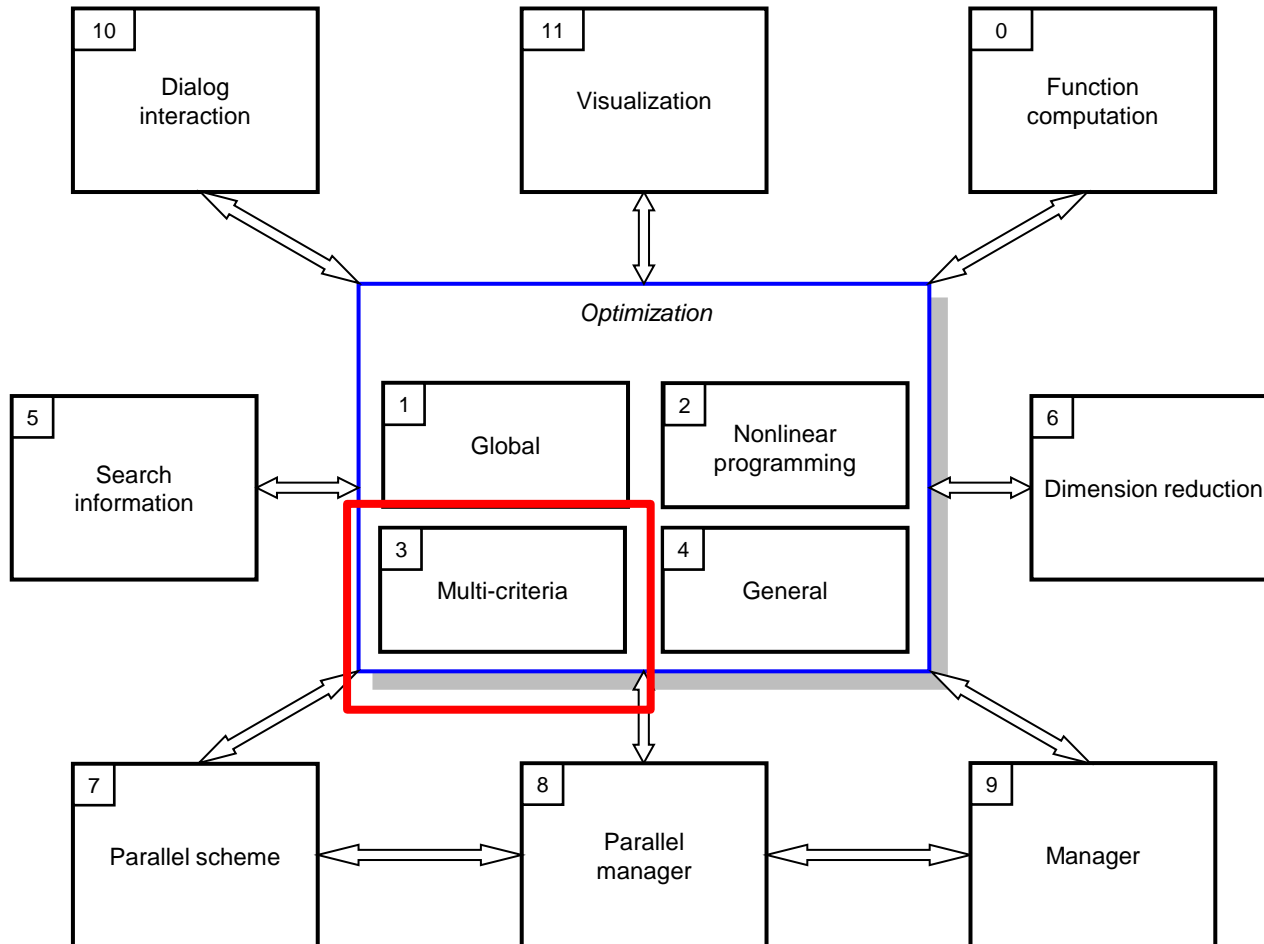 10
Dialog
interaction
11
Visualization
0
Function
computation
Optimization
1
Global
2
Nonlinear
programming
5
Search
information
6
Dimension reduction
3
Multi-criteria
4
General
7
Parallel scheme
8
Parallel
manager
9
Manager